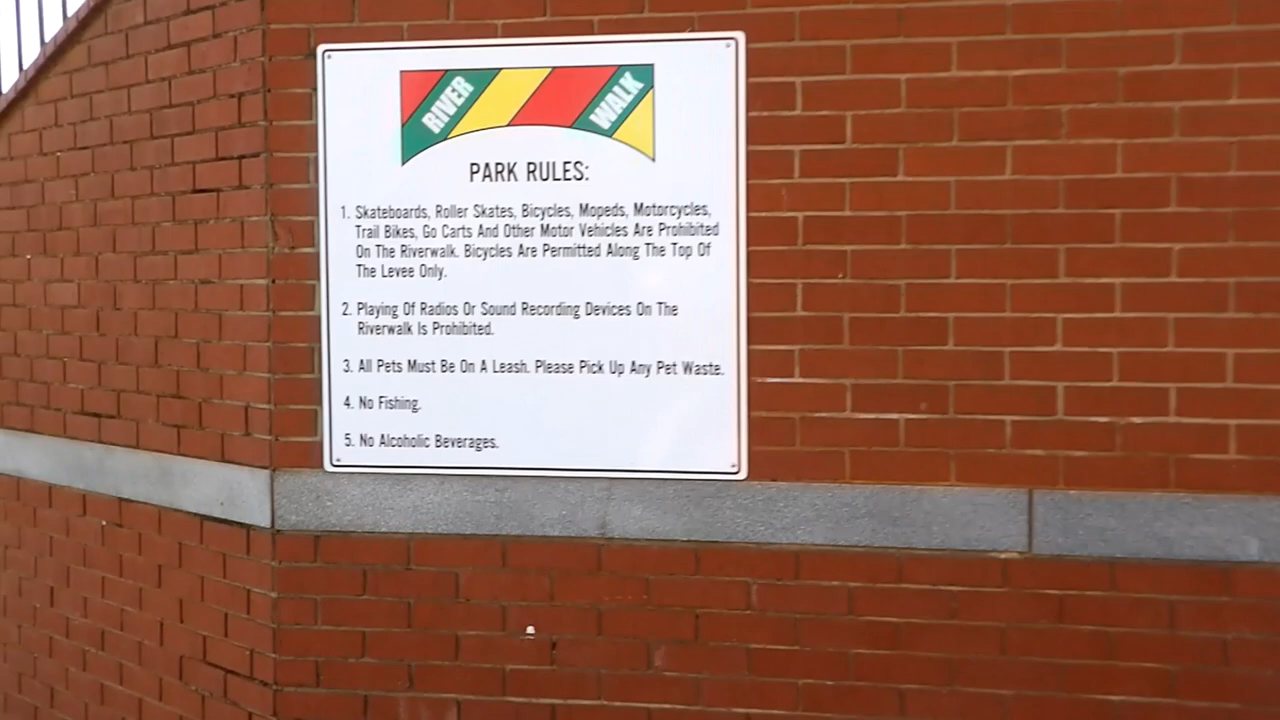 RIVER WALK
PARK RULES:
1. Skateboards, Roller Skates, Bicycles, Mopeds, Motorcycles,
Trail Bikes, Go Carts And Other Motor Vehicles Are Prohibited
On The Riverwalk. Bicycles Are Permitted Along The Top Of
The Levee Only.
2. Playing Of Radios Or Sound Recording Devices On The
Riverwalk Is Prohibited.
3. All Pets Must Be On A Leash. Please Pick Up Any Pet Waste.
4. No Fishing.
5. No Alcoholic Beverages.